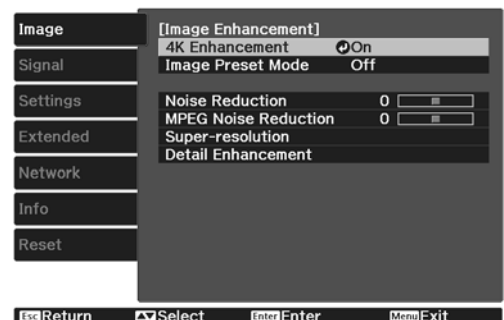 Image
Signal
Settings
Extended
Network
Info
Reset
[Image Enhancement]
4K Enhancement On
Image Preset Mode Off
Noise Reduction 0
MPEG Noise Reduction 0
Super-resolution
Detail Enhancement
Esc Return Select Enter Enter Menu Exit